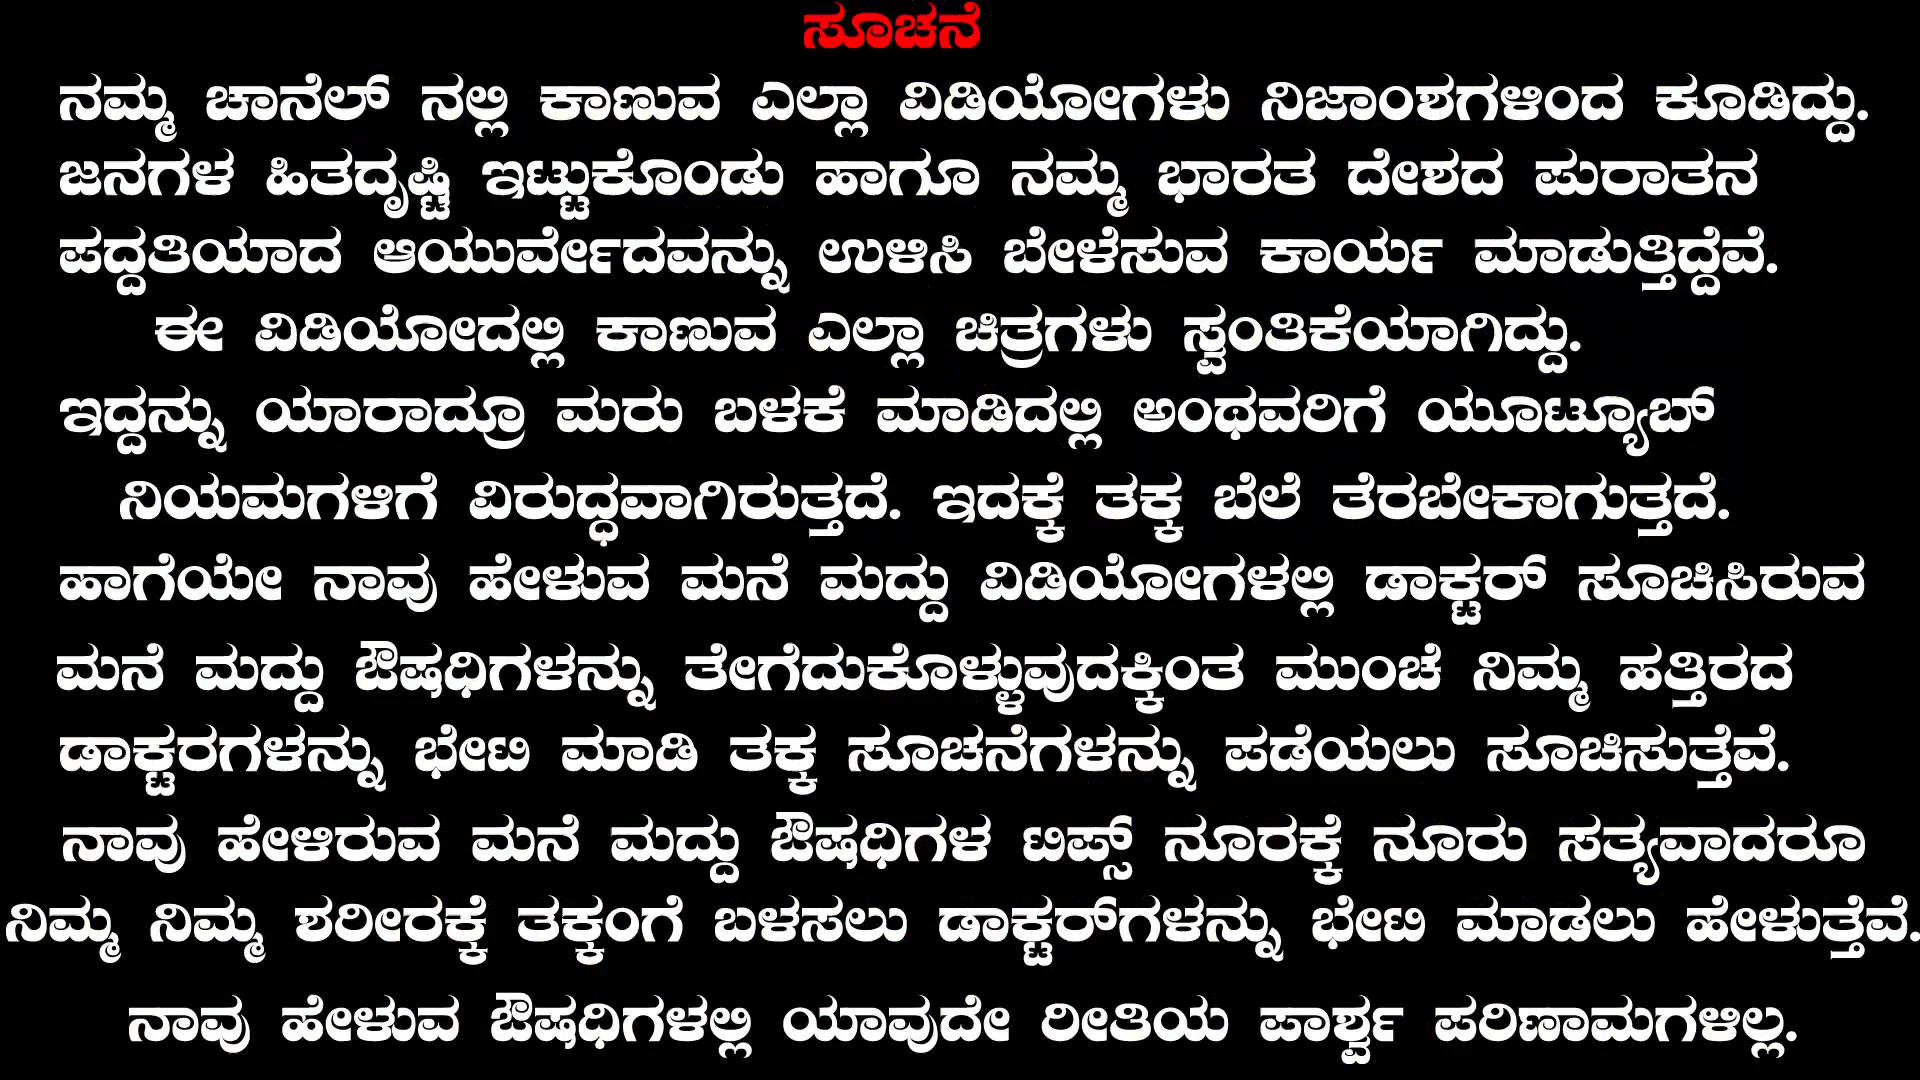 ಸೂಚನೆ
ನಮ್ಮ ಚಾನೆಲ್ ನಲ್ಲಿ ಕಾಣುವ ಎಲ್ಲಾ ವಿಡಿಯೋಗಳು ನಿಜಾಂಶಗಳಿಂದ ಕೂಡಿದ್ದು.
ಜನಗಳ ಹಿತದೃಷ್ಟಿ ಇಟ್ಟುಕೊಂಡು ಹಾಗೂ ನಮ್ಮ ಭಾರತ ದೇಶದ ಪುರಾತನ
ಪದ್ದತಿಯಾದ ಆಯುರ್ವೇದವನ್ನು ಉಳಿಸಿ ಬೇಳೆಸುವ ಕಾರ್ಯ ಮಾಡುತ್ತಿದ್ದೆವೆ.
ಈ ವಿಡಿಯೋದಲ್ಲಿ ಕಾಣುವ ಎಲ್ಲಾ ಚಿತ್ರಗಳು ಸ್ವಂತಿಕೆಯಾಗಿದ್ದು.
ಇದ್ದನ್ನು ಯಾರಾದ್ರೂ ಮರು ಬಳಕೆ ಮಾಡಿದಲ್ಲಿ ಅಂಥವರಿಗೆ ಯೂಟ್ಯೂಬ್
ನಿಯಮಗಳಿಗೆ ವಿರುದ್ಧವಾಗಿರುತ್ತದೆ. ಇದಕ್ಕೆ ತಕ್ಕ ಬೆಲೆ ತೆರಬೇಕಾಗುತ್ತದೆ.
ಹಾಗೆಯೇ ನಾವು ಹೇಳುವ ಮನೆ ಮದ್ದು ವಿಡಿಯೋಗಳಲ್ಲಿ ಡಾಕ್ಟರ್ ಸೂಚಿಸಿರುವ
ಮನೆ ಮದ್ದು ಔಷಧಿಗಳನ್ನು ತೇಗೆದುಕೊಳ್ಳುವುದಕ್ಕಿಂತ ಮುಂಚೆ ನಿಮ್ಮ ಹತ್ತಿರದ
ಡಾಕ್ಟರಗಳನ್ನು ಭೇಟಿ ಮಾಡಿ ತಕ್ಕ ಸೂಚನೆಗಳನ್ನು ಪಡೆಯಲು ಸೂಚಿಸುತ್ತೆವೆ.
ನಾವು ಹೇಳಿರುವ ಮನೆ ಮದ್ದು ಔಷಧಿಗಳ ಟಿಪ್ಸ್ ನೂರಕ್ಕೆ ನೂರು ಸತ್ಯವಾದರೂ
ನಿಮ್ಮ ನಿಮ್ಮ ಶರೀರಕ್ಕೆ ತಕ್ಕಂಗೆ ಬಳಸಲು ಡಾಕ್ಟರ್‌ಗಳನ್ನು ಭೇಟಿ ಮಾಡಲು ಹೇಳುತ್ತೆವೆ.
ನಾವು ಹೇಳುವ ಔಷಧಿಗಳಲ್ಲಿ ಯಾವುದೇ ರೀತಿಯ ಪಾರ್ಶ್ವ ಪರಿಣಾಮಗಳಿಲ್ಲ.